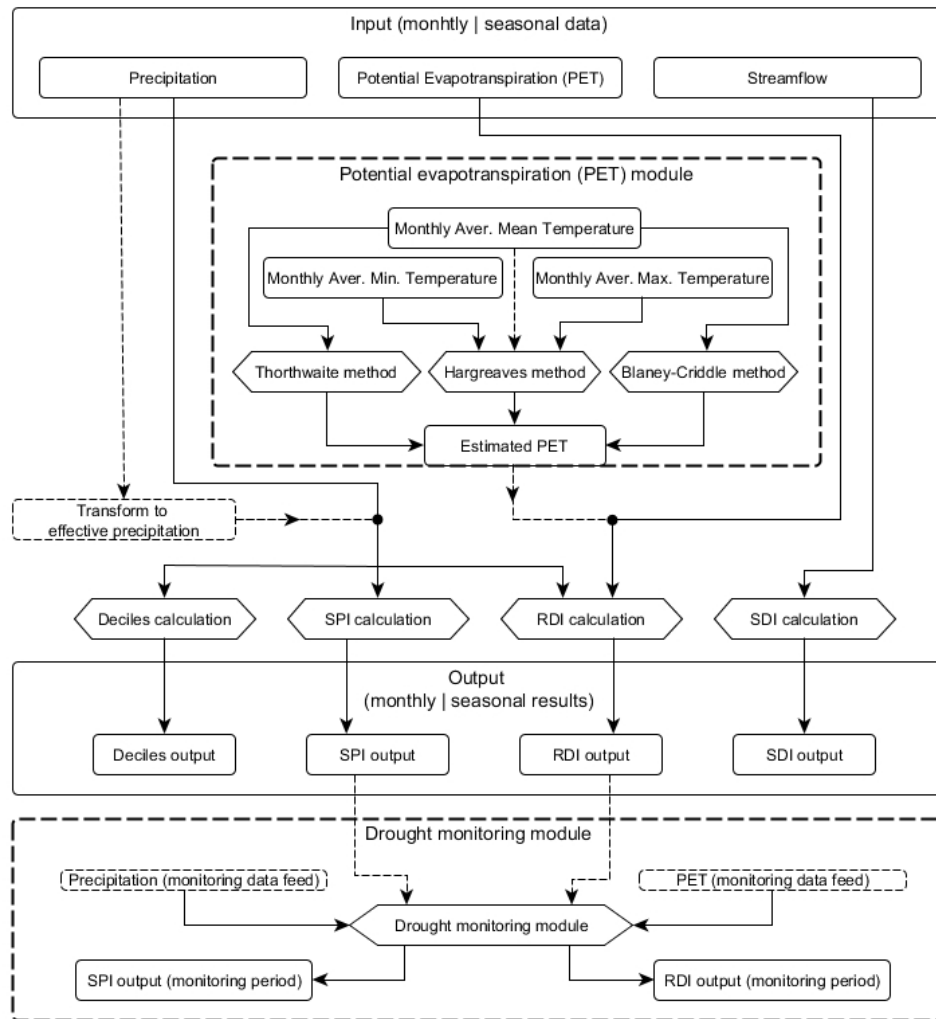 Input (monhtly | seasonal data)
Precipitation
Potential Evapotranspiration (PET)
Streamflow
Potential evapotranspiration (PET) module
Monthly Aver. Mean Temperature
Monthly Aver. Min. Temperature
Monthly Aver. Max. Temperature
Thorthwaite method
Hargreaves method
Blaney-Criddle method
Estimated PET
Transform to
effective precipitation
Deciles calculation
SPI calculation
RDI calculation
SDI calculation
Output
(monthly | seasonal results)
Deciles output
SPI output
RDI output
SDI output
Drought monitoring module
Precipitation (monitoring data feed)
PET (monitoring data feed)
Drought monitoring module
SPI output (monitoring period)
RDI output (monitoring period)